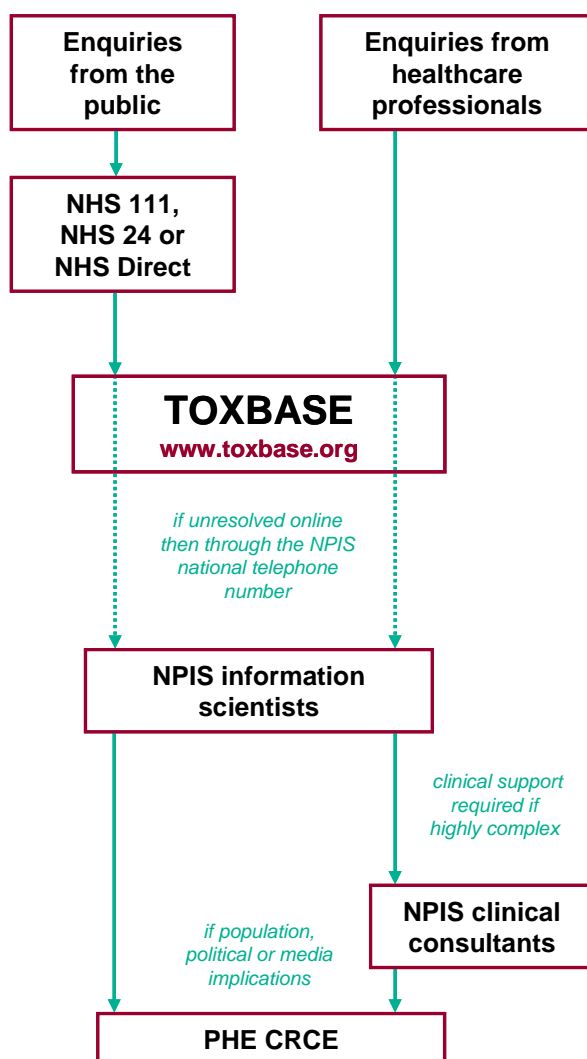 Enquiries
from the
public
Enquiries from
healthcare
professionals
NHS 111,
NHS 24 or
NHS Direct
TOXBASE
www.toxbase.org
if unresolved online
then through the NPIS
national telephone
number
NPIS information
scientists
clinical support
required if
highly complex
NPIS clinical
consultants
if population,
political or media
implications
PHE CRCE